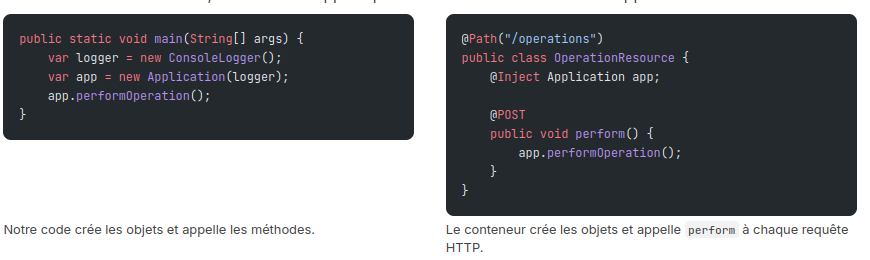 public static void main(String[] args) {
    var logger = new ConsoleLogger();
    var app = new Application(logger);
    app.performOperation();
}
Notre code crée les objets et appelle les méthodes.
@Path("/operations")
public class OperationResource {
    @Inject Application app;

    @POST
    public void perform() {
        app.performOperation();
    }
}
Le conteneur crée les objets et appelle perform à chaque requête
HTTP.